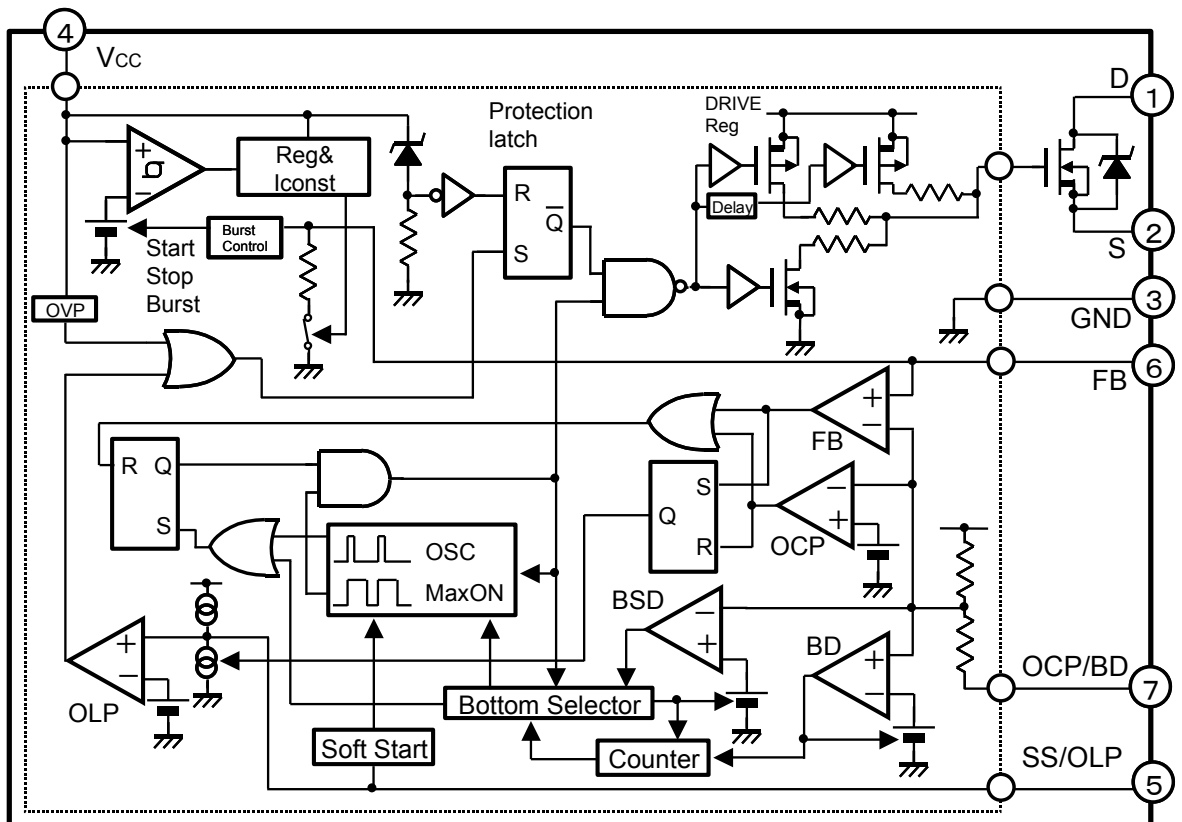 4
VCC
D
1
Protection
latch
DRIVE
Reg
+
−
Reg&
Iconst
R
Q
S
Delay
2
S
Burst
Control
Start
Stop
Burst
OVP
3
GND
6
FB
+
−
FB
R
Q
S
S
Q
R
−
+
OCP
OSC
MaxON
BSD
−
+
BD
+
−
+
−
OLP
OCP/BD
7
Bottom Selector
Soft Start
Counter
SS/OLP
5